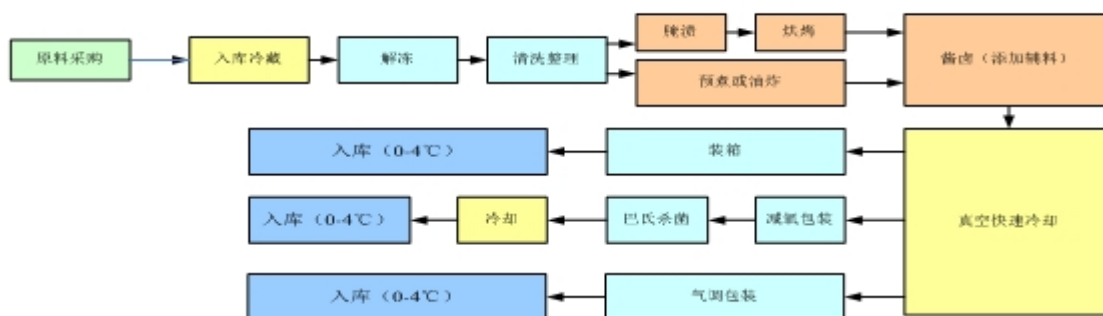 原料采购
入库冷藏
解冻
清洗整理
腌渍
烘烤
预煮或油炸
酱卤（添加辅料）
真空快速冷却
装箱
入库（0-4℃）
减氧包装
巴氏杀菌
冷却
入库（0-4℃）
气调包装
入库（0-4℃）